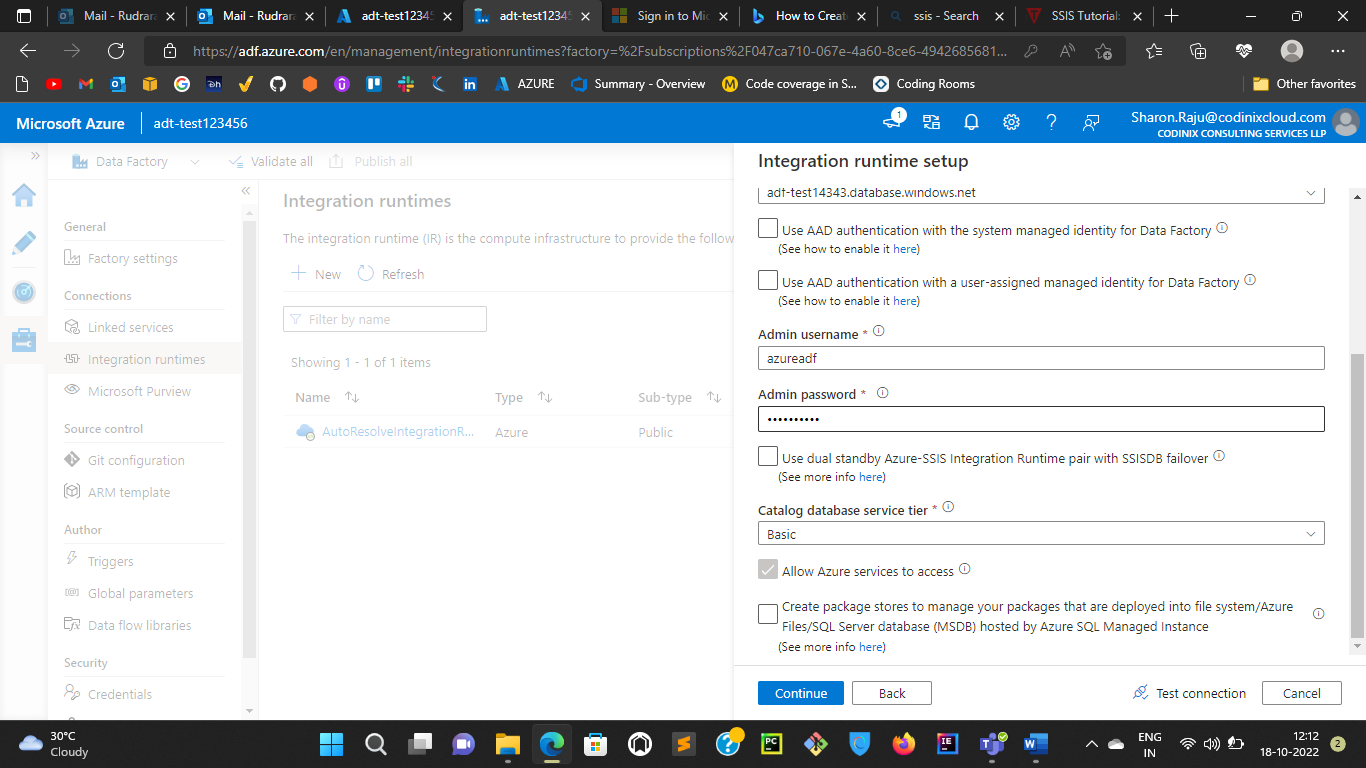 Mail - Rudrara
Mail - Rudrara
adt-test12345
adt-test12345
Sign in to Mic
How to Create
ssis - Search
SSIS Tutorial:
https://adf.azure.com/en/management/integrationruntimes?factory=%2Fsubscriptions%2F047ca710-067e-4a60-8ce6-4942685681...
AZURE
Summary - Overview
Code coverage in S...
Coding Rooms
Other favorites
Microsoft Azure
adt-test123456
1
Sharon.Raju@codinixcloud.com
CODINIX CONSULTING SERVICES LLP
Data Factory
Validate all
Publish all
General
Factory settings
Connections
Linked services
Integration runtimes
Microsoft Purview
Source control
Git configuration
ARM template
Author
Triggers
Global parameters
Data flow libraries
Security
Credentials
Integration runtimes
The integration runtime (IR) is the compute infrastructure to provide the follow
New
Refresh
Filter by name
Showing 1 - 1 of 1 items
Name
Type
Sub-type
AutoResolveIntegrationR...
Azure
Public
Integration runtime setup
adt-test14343.database.windows.net
Use AAD authentication with the system managed identity for Data Factory
(See how to enable it here)
Use AAD authentication with a user-assigned managed identity for Data Factory
(See how to enable it here)
Admin username *
azureadf
Admin password *
••••••••••
Use dual standby Azure-SSIS Integration Runtime pair with SSISDB failover
(See more info here)
Catalog database service tier *
Basic
Allow Azure services to access
Create package stores to manage your packages that are deployed into file system/Azure
Files/SQL Server database (MSDB) hosted by Azure SQL Managed Instance
(See more info here)
Continue
Back
Test connection
Cancel
30°C
Cloudy
ENG
IN
12:12
18-10-2022
2